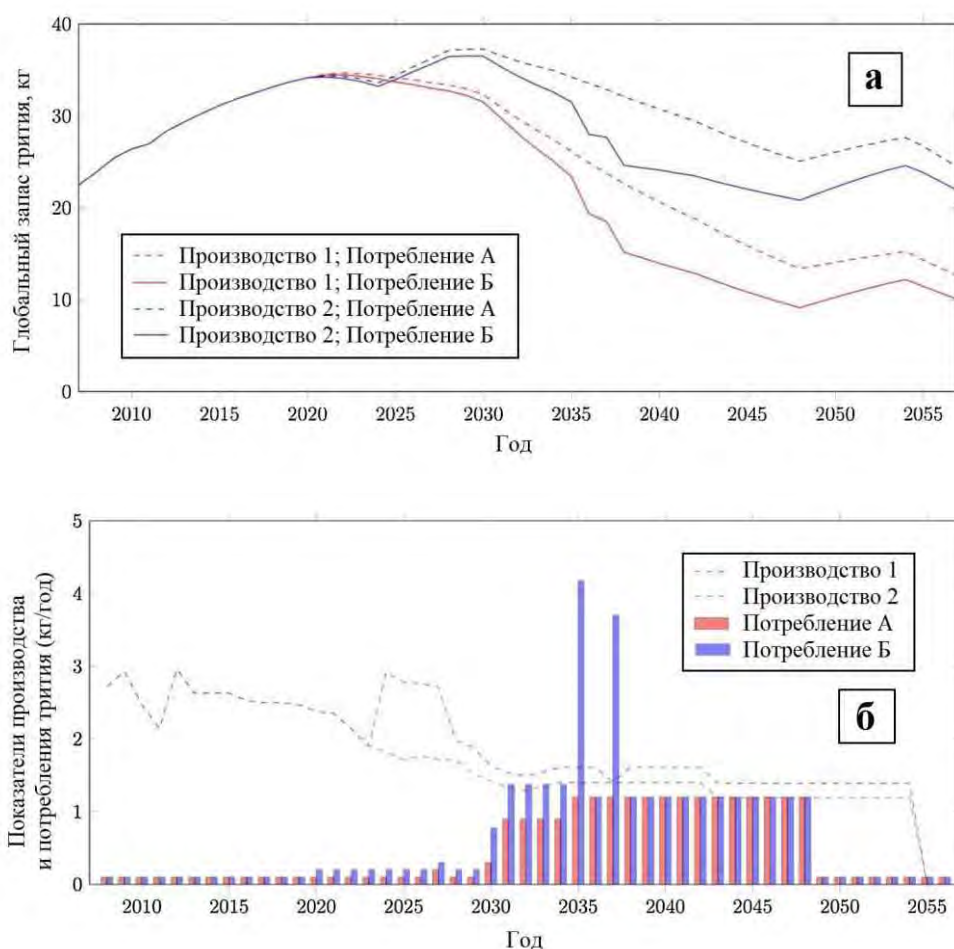 40
30
20
10
0
Глобальный запас трития, кг
а
Производство 1; Потребление А
Производство 1; Потребление Б
Производство 2; Потребление А
Производство 2; Потребление Б
2010 2015 2020 2025 2030 2035 2040 2045 2050 2055
Год
5
4
3
2
1
0
Показатели производства
и потребления трития (кг/год)
Производство 1
Производство 2
Потребление А
Потребление Б
б
2010 2015 2020 2025 2030 2035 2040 2045 2050 2055
Год